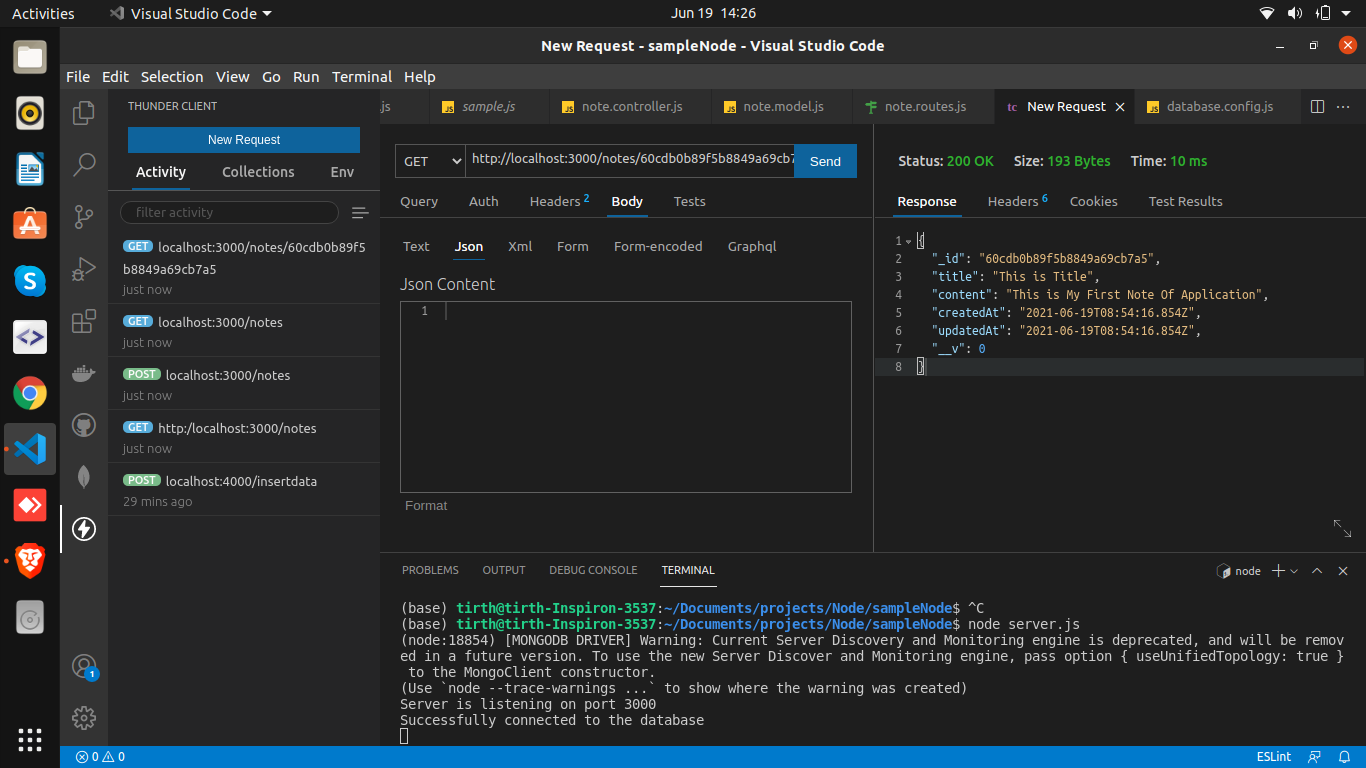 Activities
Visual Studio Code
Jun 19 14:26
New Request - sampleNode - Visual Studio Code
File Edit Selection View Go Run Terminal Help
THUNDER CLIENT
New Request
Activity Collections Env
filter activity
GET localhost:3000/notes/60cdb0b89f5
b8849a69cb7a5
just now
GET localhost:3000/notes
just now
POST localhost:3000/notes
just now
GET http:/localhost:3000/notes
just now
POST localhost:4000/insertdata
29 mins ago
1
.js
JS sample.js
JS note.controller.js
JS note.model.js
note.routes.js
tc New Request
JS database.config.js
GET http://localhost:3000/notes/60cdb0b89f5b8849a69cb7 Send
Query Auth Headers 2 Body Tests
Text Json Xml Form Form-encoded Graphql
Json Content
1
Format
Status: 200 OK Size: 193 Bytes Time: 10 ms
Response Headers 6 Cookies Test Results
1 {
2 "_id": "60cdb0b89f5b8849a69cb7a5",
3 "title": "This is Title",
4 "content": "This is My First Note Of Application",
5 "createdAt": "2021-06-19T08:54:16.854Z",
6 "updatedAt": "2021-06-19T08:54:16.854Z",
7 "__v": 0
8 }
PROBLEMS OUTPUT DEBUG CONSOLE TERMINAL
node
(base) tirth@tirth-Inspiron-3537:~/Documents/projects/Node/sampleNode$ ^C
(base) tirth@tirth-Inspiron-3537:~/Documents/projects/Node/sampleNode$ node server.js
(node:18854) [MONGODB DRIVER] Warning: Current Server Discovery and Monitoring engine is deprecated, and will be remov
ed in a future version. To use the new Server Discover and Monitoring engine, pass option { useUnifiedTopology: true }
to the MongoClient constructor.
(Use `node --trace-warnings ...` to show where the warning was created)
Server is listening on port 3000
Successfully connected to the database
0 0
ESLint